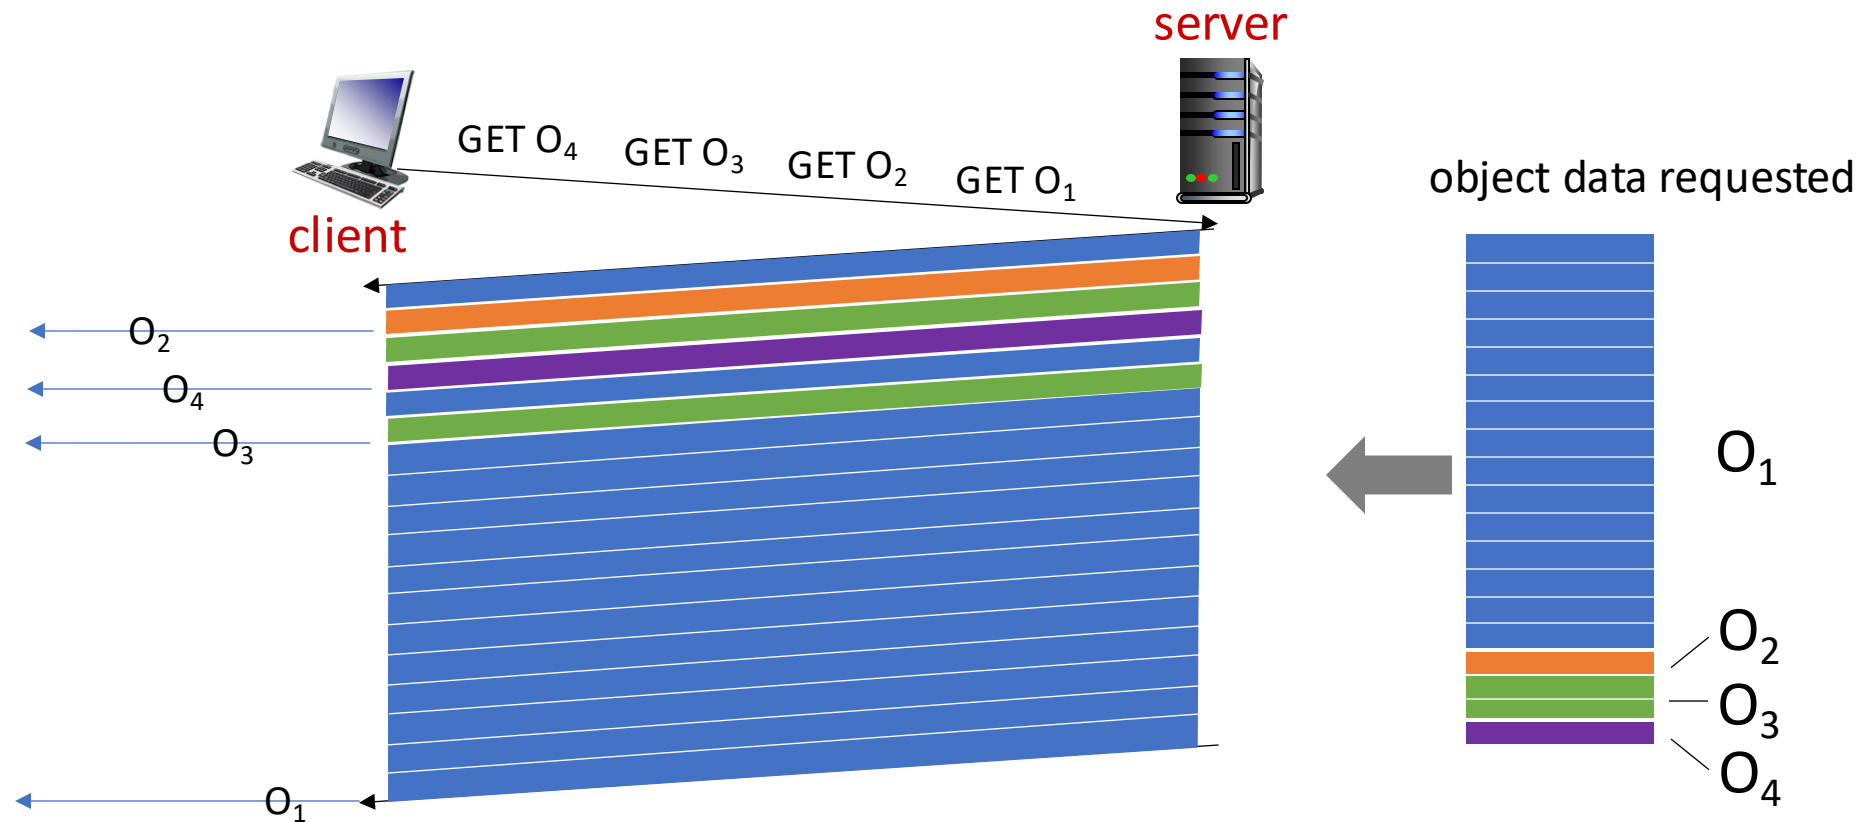 server
GET O₄
GET O₃
GET O₂
GET O₁
object data requested
client
O₂
O₄
O₃
O₁
O₁
O₂
O₃
O₄